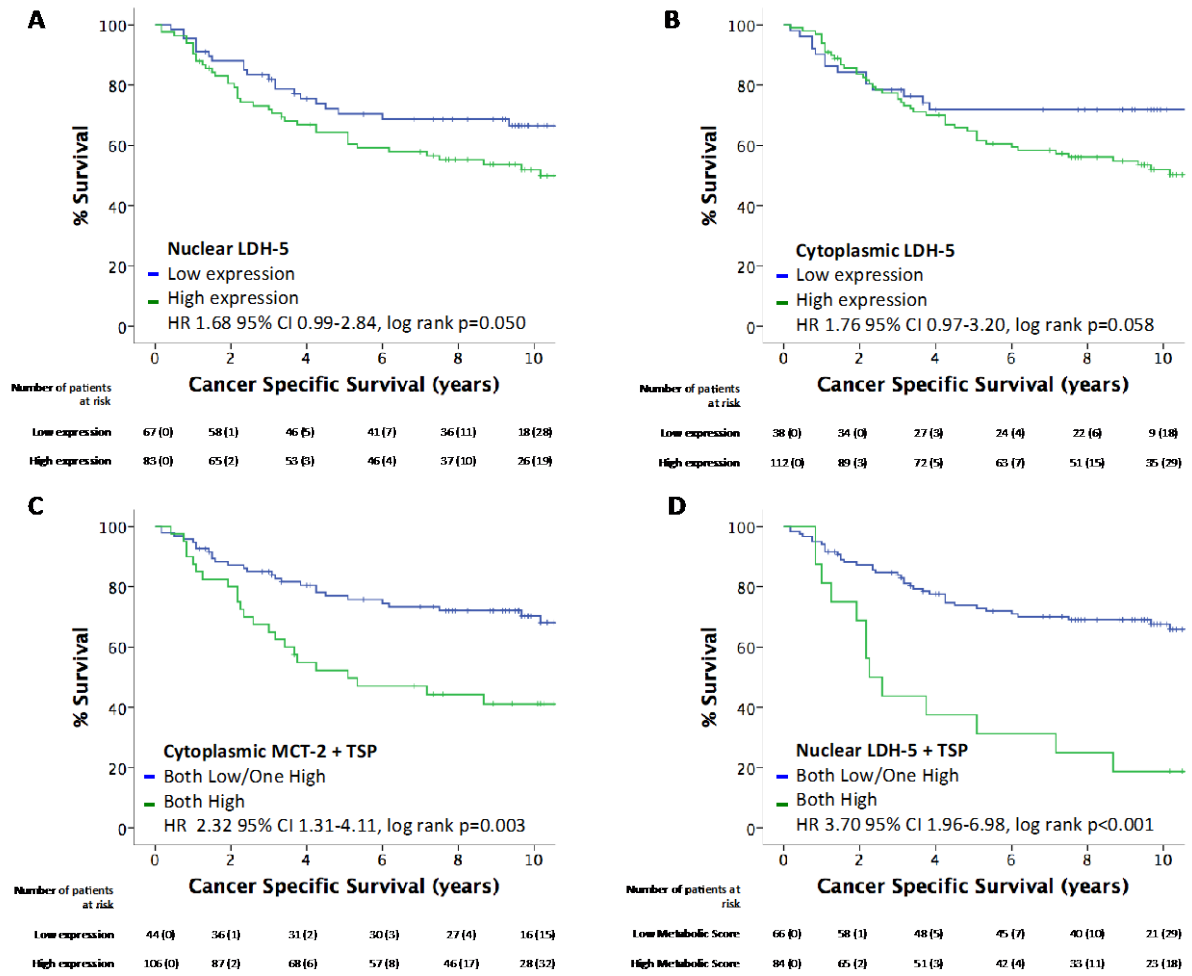 A
% Survival
100
80
60
40
20
0
Nuclear LDH-5
Low expression
High expression
HR 1.68 95% CI 0.99-2.84, log rank p=0.050
0 2 4 6 8 10
Cancer Specific Survival (years)
Number of patients
at risk
Low expression 67 (0) 58 (1) 46 (5) 41 (7) 36 (11) 18 (28)
High expression 83 (0) 65 (2) 53 (3) 46 (4) 37 (10) 26 (19)
B
% Survival
100
80
60
40
20
0
Cytoplasmic LDH-5
Low expression
High expression
HR 1.76 95% CI 0.97-3.20, log rank p=0.058
0 2 4 6 8 10
Cancer Specific Survival (years)
Number of patients
at risk
Low expression 38 (0) 34 (0) 27 (3) 24 (4) 22 (6) 9 (18)
High expression 112 (0) 89 (3) 72 (5) 63 (7) 51 (15) 35 (29)
C
% Survival
100
80
60
40
20
0
Cytoplasmic MCT-2 + TSP
Both Low/One High
Both High
HR 2.32 95% CI 1.31-4.11, log rank p=0.003
0 2 4 6 8 10
Cancer Specific Survival (years)
Number of patients
at risk
Low expression 44 (0) 36 (1) 31 (2) 30 (3) 27 (4) 16 (15)
High expression 106 (0) 87 (2) 68 (6) 57 (8) 46 (17) 28 (32)
D
% Survival
100
80
60
40
20
0
Nuclear LDH-5 + TSP
Both Low/One High
Both High
HR 3.70 95% CI 1.96-6.98, log rank p<0.001
0 2 4 6 8 10
Cancer Specific Survival (years)
Number of patients at
risk
Low Metabolic Score 66 (0) 58 (1) 48 (5) 45 (7) 40 (10) 21 (29)
High Metabolic Score 84 (0) 65 (2) 51 (3) 42 (4) 33 (11) 23 (18)